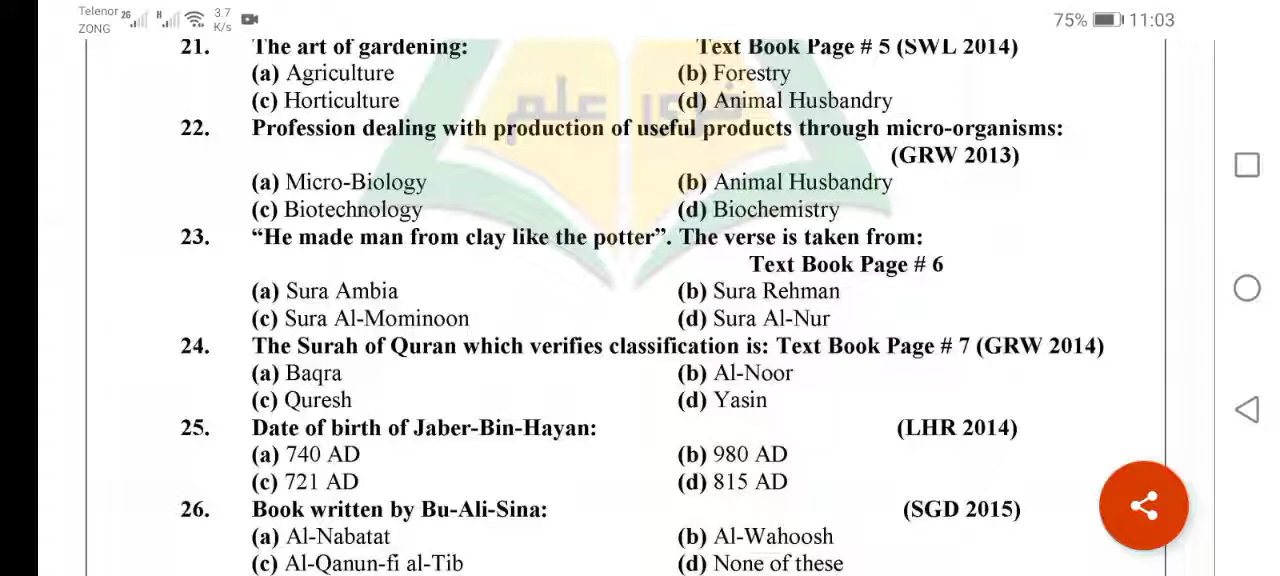 Telenor 2G H 3.7 75% 11:03
ZONG K/s
21. The art of gardening: Text Book Page # 5 (SWL 2014)
(a) Agriculture (b) Forestry
(c) Horticulture (d) Animal Husbandry
22. Profession dealing with production of useful products through micro-organisms:
(GRW 2013)
(a) Micro-Biology (b) Animal Husbandry
(c) Biotechnology (d) Biochemistry
23. “He made man from clay like the potter”. The verse is taken from:
Text Book Page # 6
(a) Sura Ambia (b) Sura Rehman
(c) Sura Al-Mominoon (d) Sura Al-Nur
24. The Surah of Quran which verifies classification is: Text Book Page # 7 (GRW 2014)
(a) Baqra (b) Al-Noor
(c) Quresh (d) Yasin
25. Date of birth of Jaber-Bin-Hayan: (LHR 2014)
(a) 740 AD (b) 980 AD
(c) 721 AD (d) 815 AD
26. Book written by Bu-Ali-Sina: (SGD 2015)
(a) Al-Nabatat (b) Al-Wahoosh
(c) Al-Qanun-fi al-Tib (d) None of these